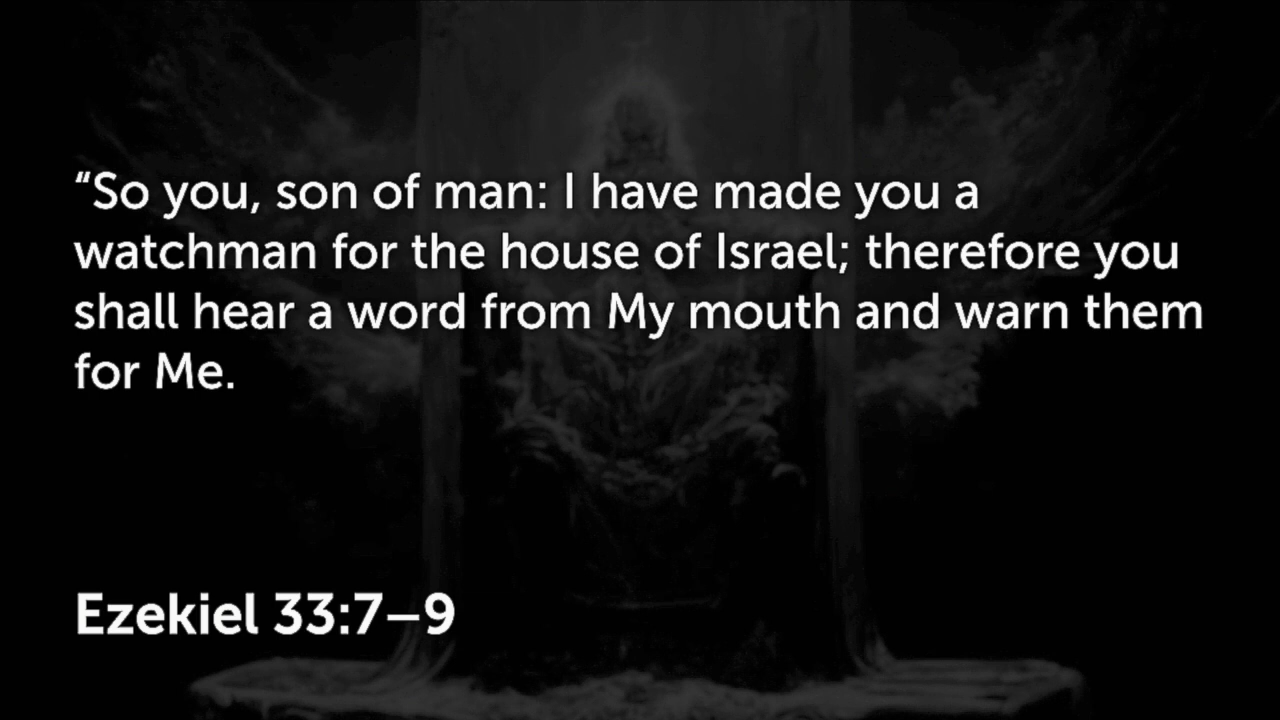 “So you, son of man: I have made you a
watchman for the house of Israel; therefore you
shall hear a word from My mouth and warn them
for Me.
Ezekiel 33:7–9